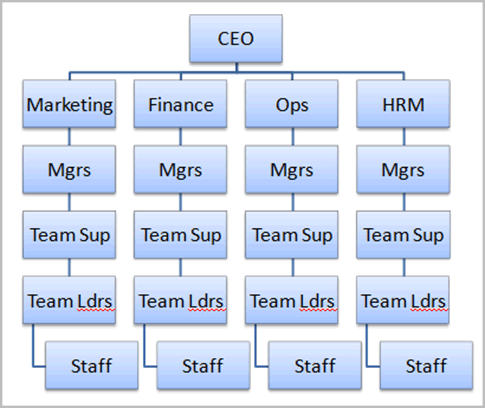 CEO
Marketing Finance Ops HRM
Mgrs Mgrs Mgrs Mgrs
Team Sup Team Sup Team Sup Team Sup
Team Ldrs Team Ldrs Team Ldrs Team Ldrs
Staff Staff Staff Staff